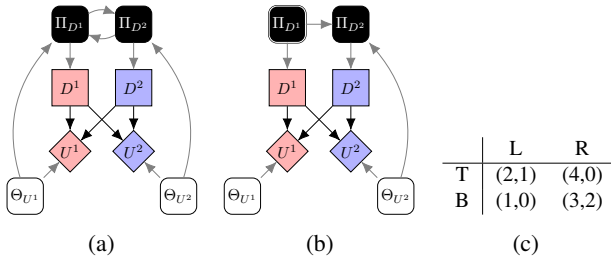 Π_{D^1} Π_{D^2} Π_{D^1} Π_{D^2}
D^1 D^2 D^1 D^2
U^1 U^2 U^1 U^2
L R
T (2,1) (4,0)
Θ_{U^1} Θ_{U^2} Θ_{U^1} Θ_{U^2} B (1,0) (3,2)
(a) (b) (c)